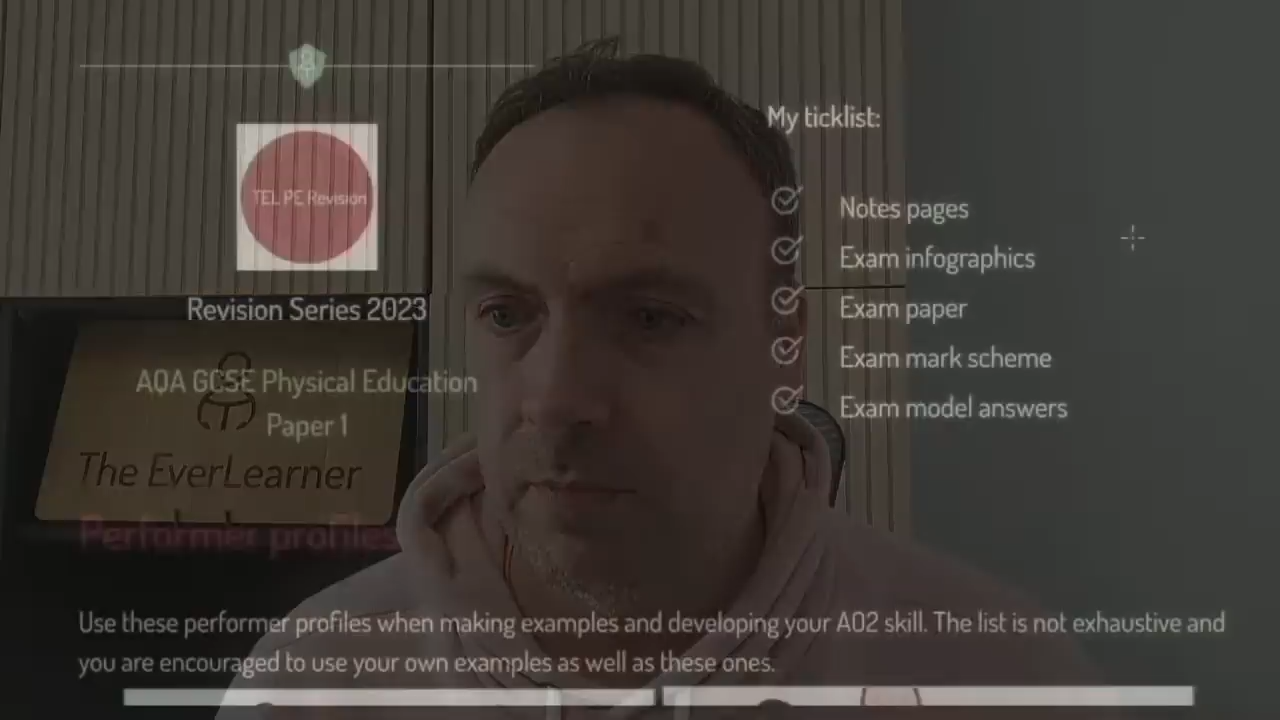 TEL PE Revision
Revision Series 2023
AQA GCSE Physical Education
Paper 1
The EverLearner
Performer profiles
My ticklist:
Notes pages
Exam infographics
Exam paper
Exam mark scheme
Exam model answers
Use these performer profiles when making examples and developing your AO2 skill. The list is not exhaustive and
you are encouraged to use your own examples as well as these ones.